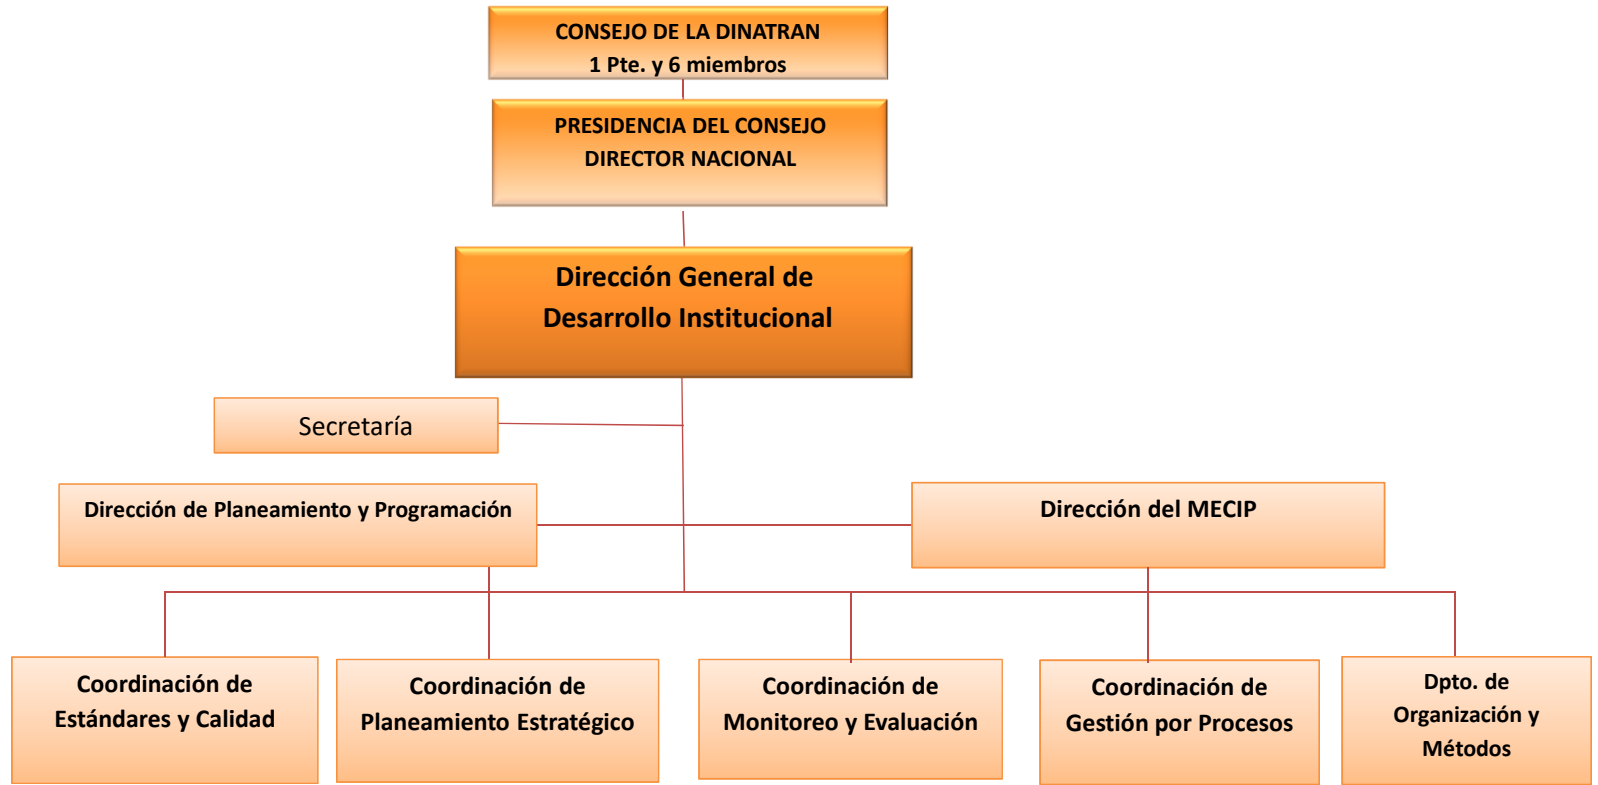 CONSEJO DE LA DINATRAN
1 Pte. y 6 miembros
PRESIDENCIA DEL CONSEJO
DIRECTOR NACIONAL
Dirección General de
Desarrollo Institucional
Secretaría
Dirección de Planeamiento y Programación
Dirección del MECIP
Coordinación de
Estándares y Calidad
Coordinación de
Planeamiento Estratégico
Coordinación de
Monitoreo y Evaluación
Coordinación de
Gestión por Procesos
Dpto. de
Organización y
Métodos